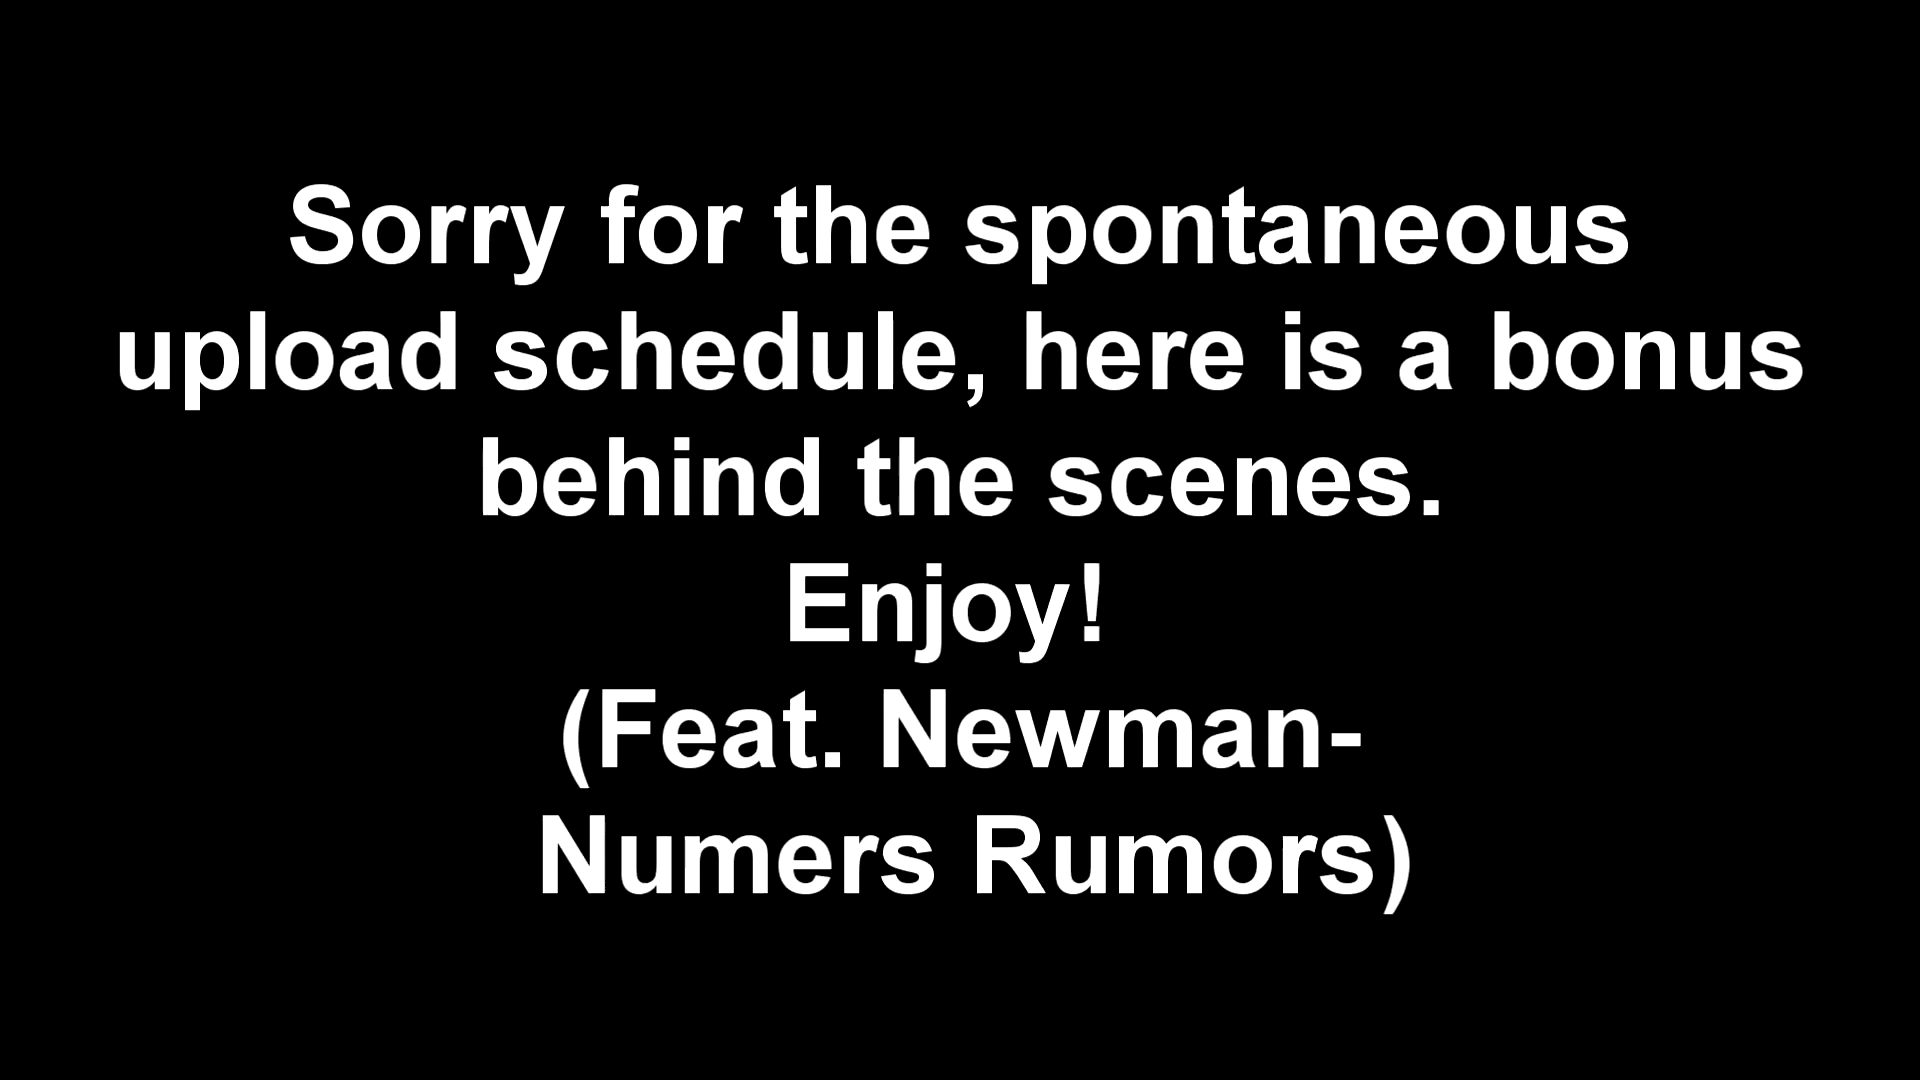 Sorry for the spontaneous
upload schedule, here is a bonus
behind the scenes.
Enjoy!
(Feat. Newman-
Numers Rumors)